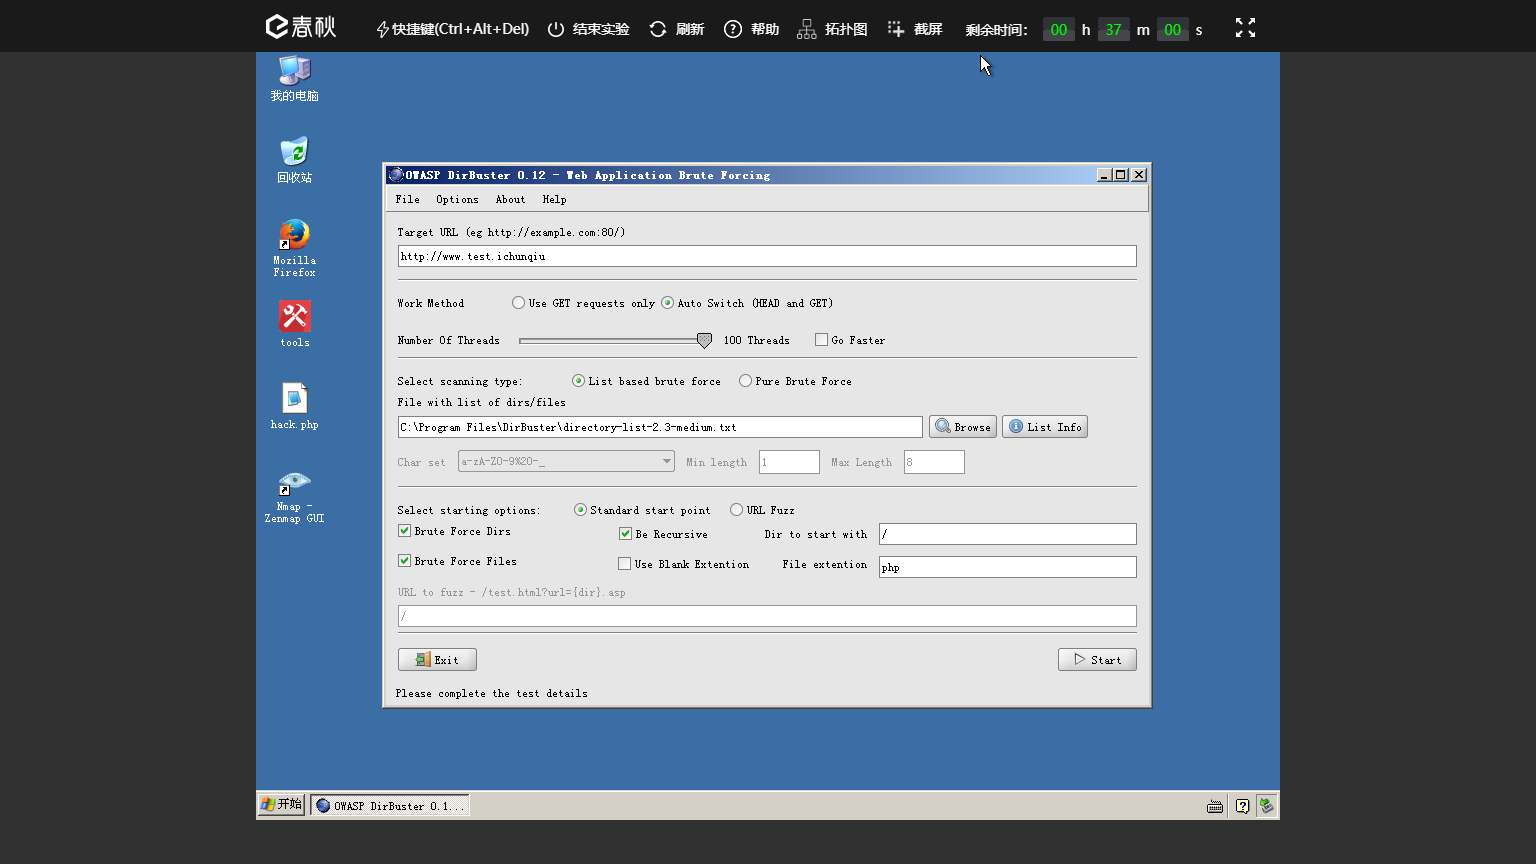 春秋 快捷键(Ctrl+Alt+Del) 结束实验 刷新 帮助 拓扑图 截屏 剩余时间: 00 h 37 m 00 s
我的电脑
回收站
Mozilla
Firefox
tools
hack.php
Nmap -
Zenmap GUI
OWASP DirBuster 0.12 - Web Application Brute Forcing
File Options About Help
Target URL (eg http://example.com:80/)
http://www.test.ichunqiu
Work Method Use GET requests only Auto Switch (HEAD and GET)
Number Of Threads 100 Threads Go Faster
Select scanning type: List based brute force Pure Brute Force
File with list of dirs/files
C:\Program Files\DirBuster\directory-list-2.3-medium.txt Browse List Info
Char set a-zA-Z0-9%20-_ Min length 1 Max Length 8
Select starting options: Standard start point URL Fuzz
Brute Force Dirs Be Recursive Dir to start with /
Brute Force Files Use Blank Extention File extention php
URL to fuzz - /test.html?url={dir}.asp
/
Exit Start
Please complete the test details
开始 OWASP DirBuster 0.1...